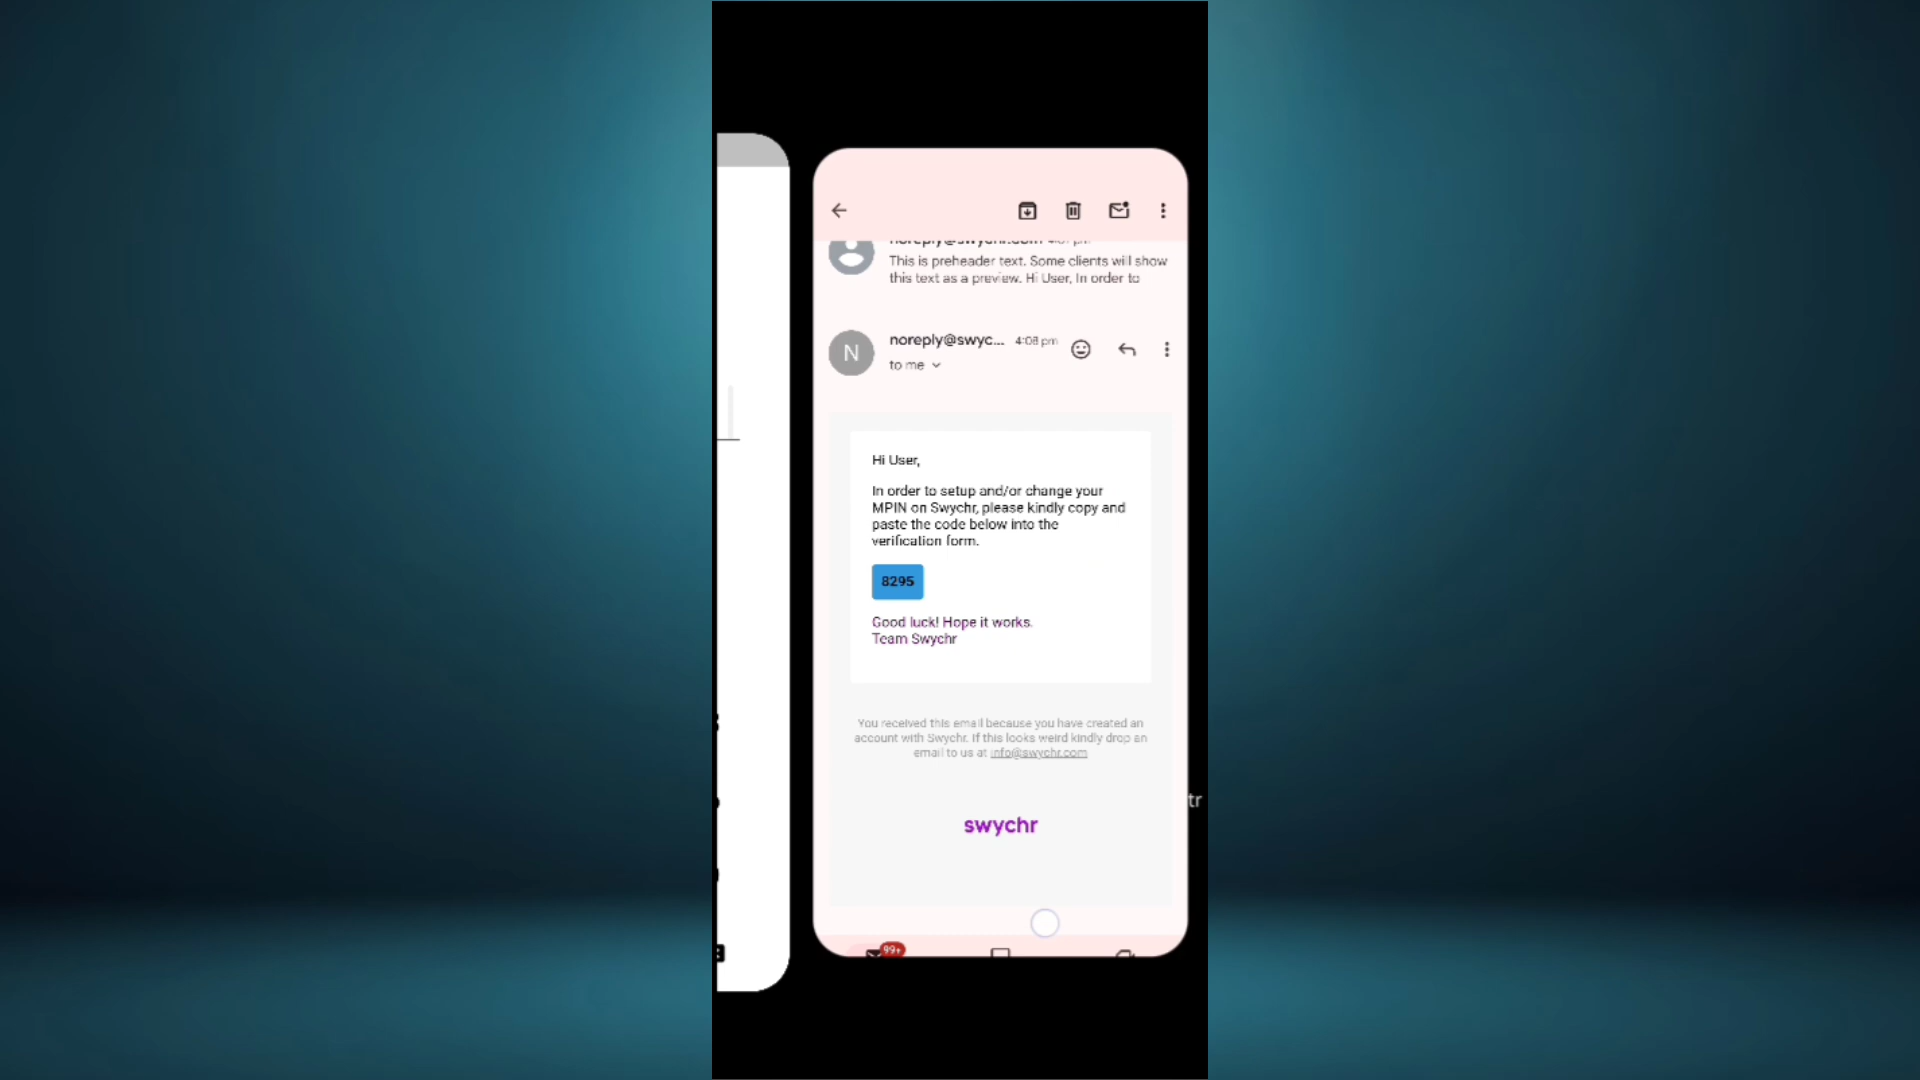 This is preheader text. Some clients will show
this text as a preview. Hi User, In order to
N
noreply@swyc... 4:08 pm
to me
Hi User,
In order to setup and/or change your
MPIN on Swychr, please kindly copy and
paste the code below into the
verification form.
8295
Good luck! Hope it works.
Team Swychr
You received this email because you have created an
account with Swychr. If this looks weird kindly drop an
email to us at info@swychr.com
tr
swychr
99+